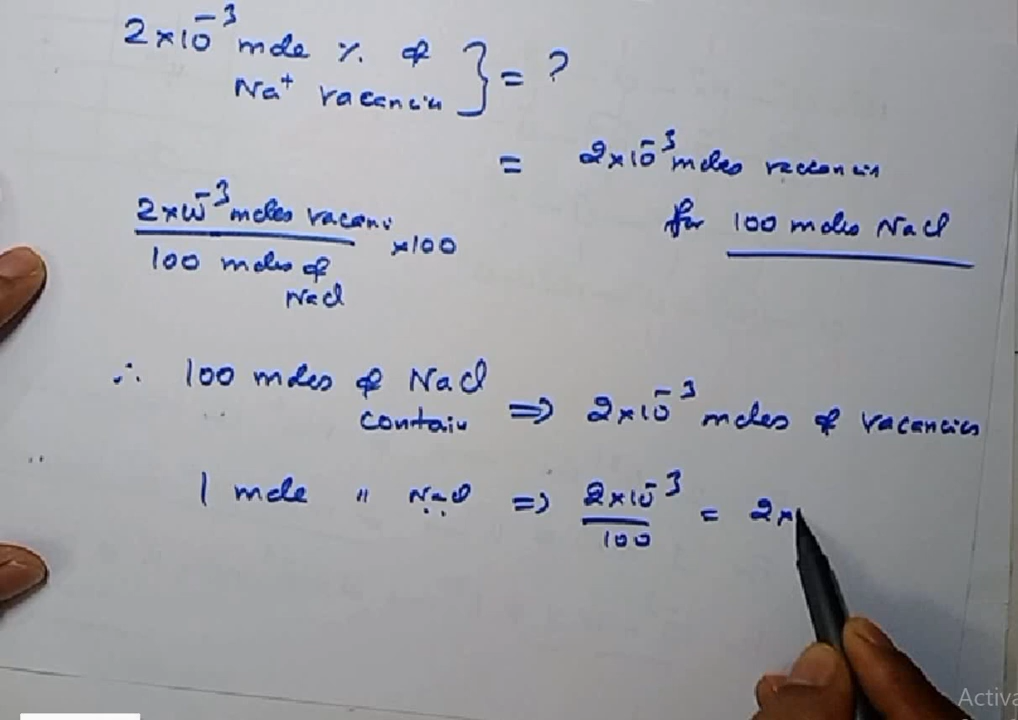 2×10⁻³ mole % of
Na⁺ vacancies } = ?
= 2×10⁻³ moles vacancies
for 100 moles NaCl
2×10⁻³ moles vacan
100 moles of NaCl
×100
∴ 100 moles of NaCl
contain ⇒ 2×10⁻³ moles of vacancies
1 mole " NaCl ⇒ 2×10⁻³
100
= 2×
Activa